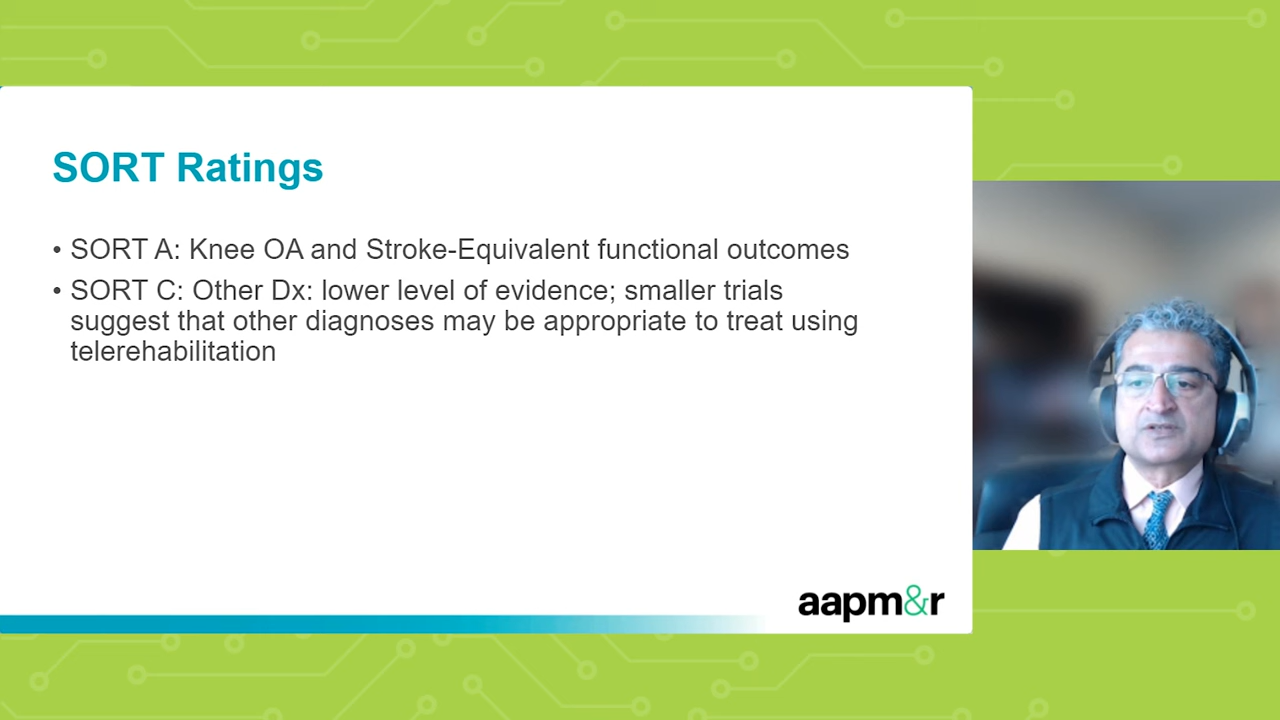 SORT Ratings
• SORT A: Knee OA and Stroke-Equivalent functional outcomes
• SORT C: Other Dx: lower level of evidence; smaller trials
suggest that other diagnoses may be appropriate to treat using
telerehabilitation
aapm&r